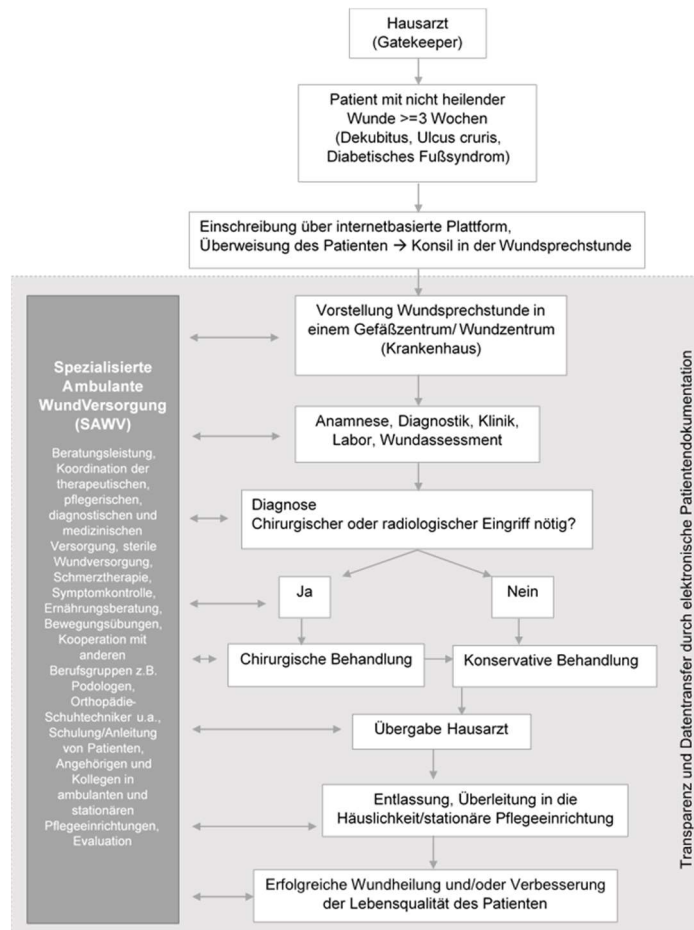 Hausarzt
(Gatekeeper)
Patient mit nicht heilender
Wunde >=3 Wochen
(Dekubitus, Ulcus cruris,
Diabetisches Fußsyndrom)
Einschreibung über internetbasierte Plattform,
Überweisung des Patienten → Konsil in der Wundsprechstunde
Spezialisierte
Ambulante
WundVersorgung
(SAWV)
Beratungsleistung,
Koordination der
therapeutischen,
pflegerischen,
diagnostischen und
medizinischen
Versorgung, sterile
Wundversorgung,
Schmerztherapie,
Symptomkontrolle,
Ernährungsberatung,
Bewegungsübungen,
Kooperation mit
anderen
Berufsgruppen z.B.
Podologen,
Orthopädie-
Schuhtechniker u.a.,
Schulung/Anleitung
von Patienten,
Angehörigen und
Kollegen in
ambulanten und
stationären
Pflegeeinrichtungen,
Evaluation
Vorstellung Wundsprechstunde in
einem Gefäßzentrum/ Wundzentrum
(Krankenhaus)
Anamnese, Diagnostik, Klinik,
Labor, Wundassessment
Diagnose
Chirurgischer oder radiologischer Eingriff nötig?
Ja
Nein
Chirurgische Behandlung
Konservative Behandlung
Übergabe Hausarzt
Entlassung, Überleitung in die
Häuslichkeit/stationäre Pflegeeinrichtung
Erfolgreiche Wundheilung und/oder Verbesserung
der Lebensqualität des Patienten
Transparenz und Datentransfer durch elektronische Patientendokumentation